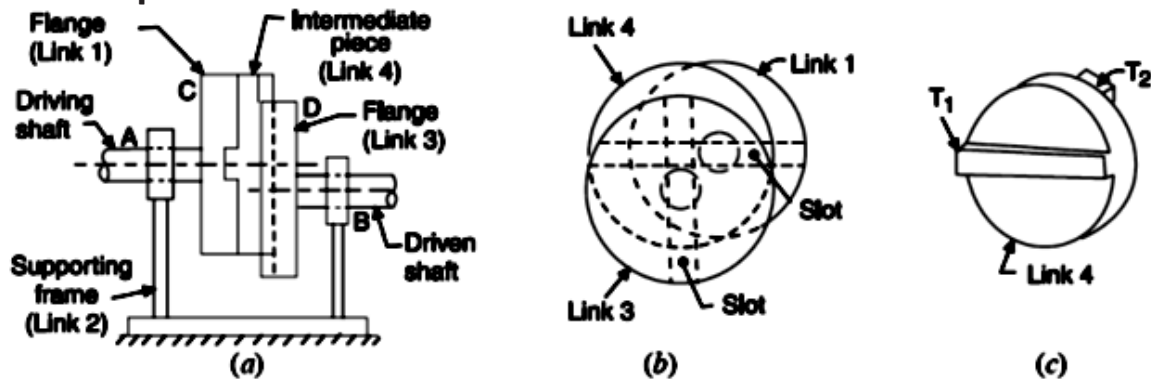 Flange
(Link 1)
Intermediate
piece
(Link 4)
C
D
Flange
(Link 3)
Driving
shaft
A
B
Driven
shaft
Supporting
frame
(Link 2)
(a)
Link 4
Link 1
Slot
Link 3
Slot
(b)
T1
T2
Link 4
(c)